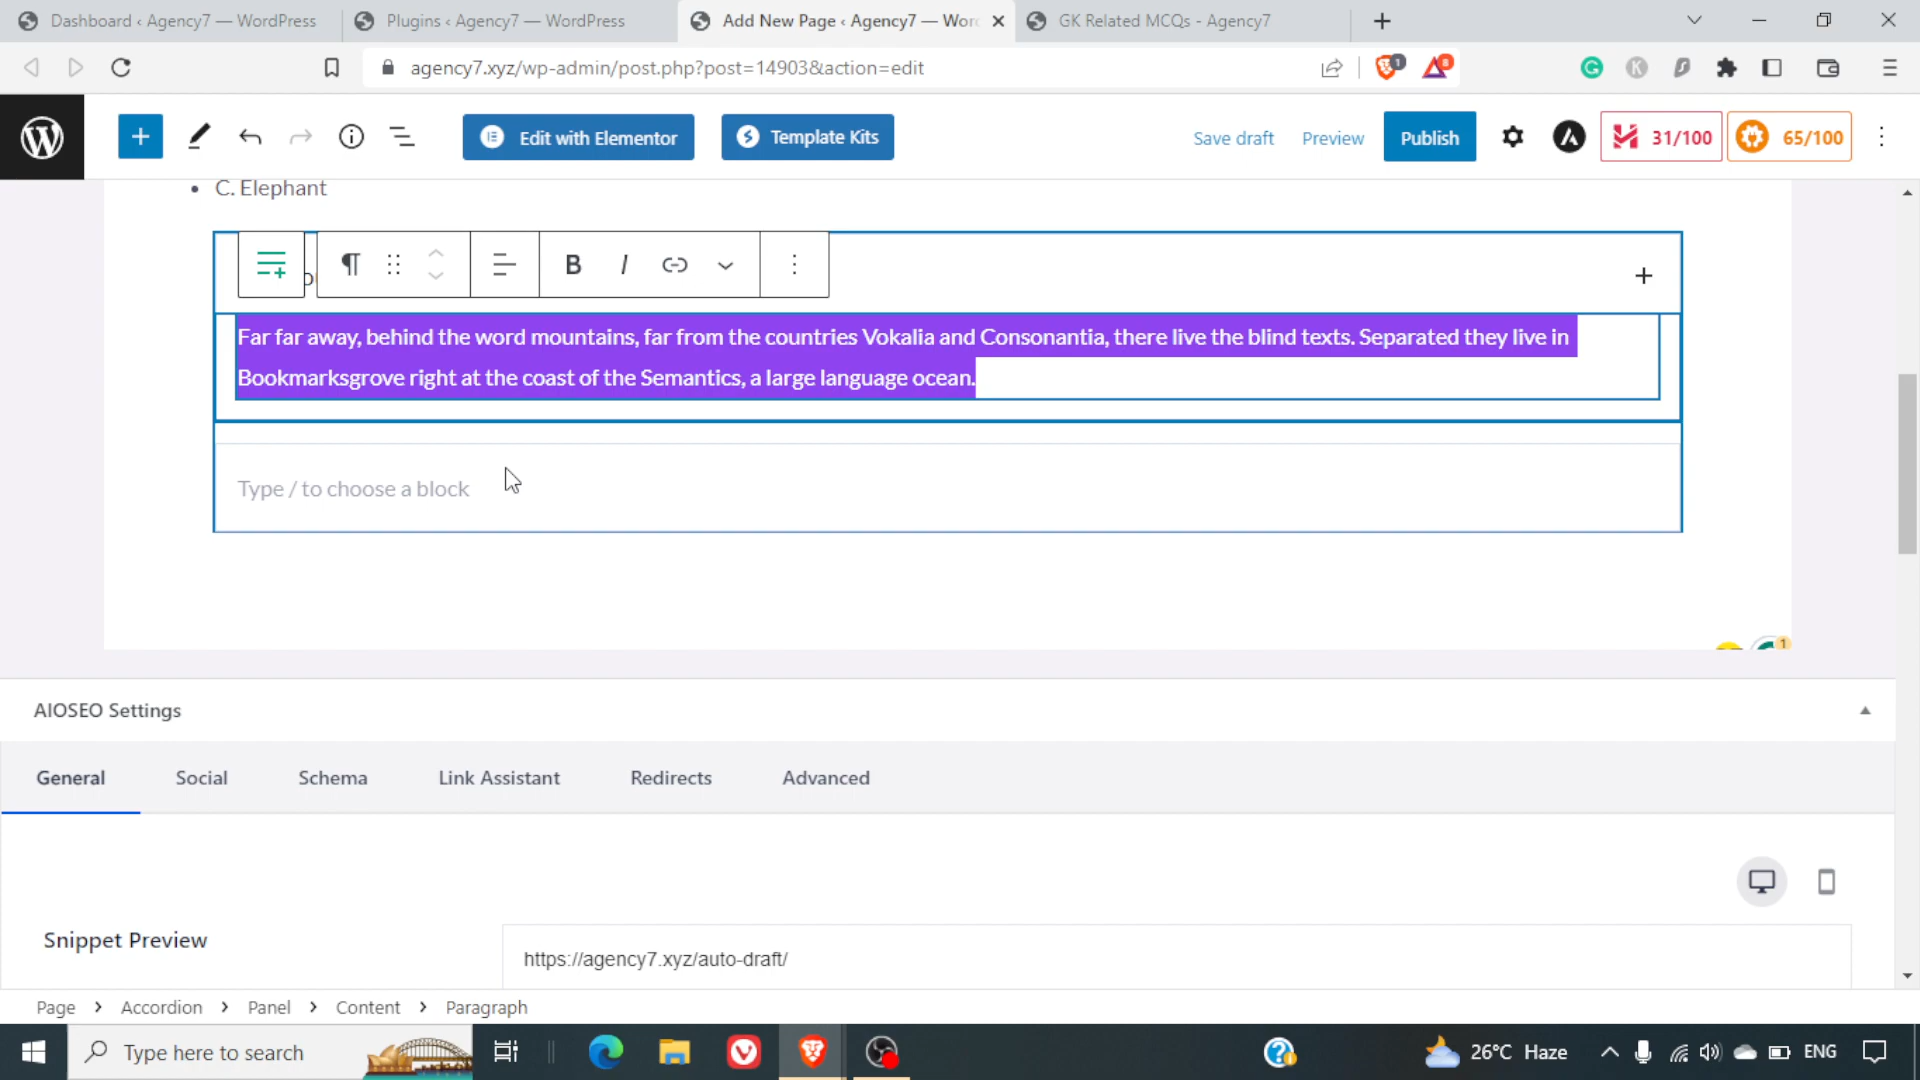 Dashboard ‹ Agency7 — WordPress
Plugins ‹ Agency7 — WordPress
Add New Page ‹ Agency7 — Wor
GK Related MCQs - Agency7
agency7.xyz/wp-admin/post.php?post=14903&action=edit
1
8
Edit with Elementor
Template Kits
Save draft
Preview
Publish
31/100
65/100
• C. Elephant
B
I
Far far away, behind the word mountains, far from the countries Vokalia and Consonantia, there live the blind texts. Separated they live in
Bookmarksgrove right at the coast of the Semantics, a large language ocean.
Type / to choose a block
1
AIOSEO Settings
General
Social
Schema
Link Assistant
Redirects
Advanced
Snippet Preview
https://agency7.xyz/auto-draft/
Page › Accordion › Panel › Content › Paragraph
Type here to search
26°C Haze
ENG